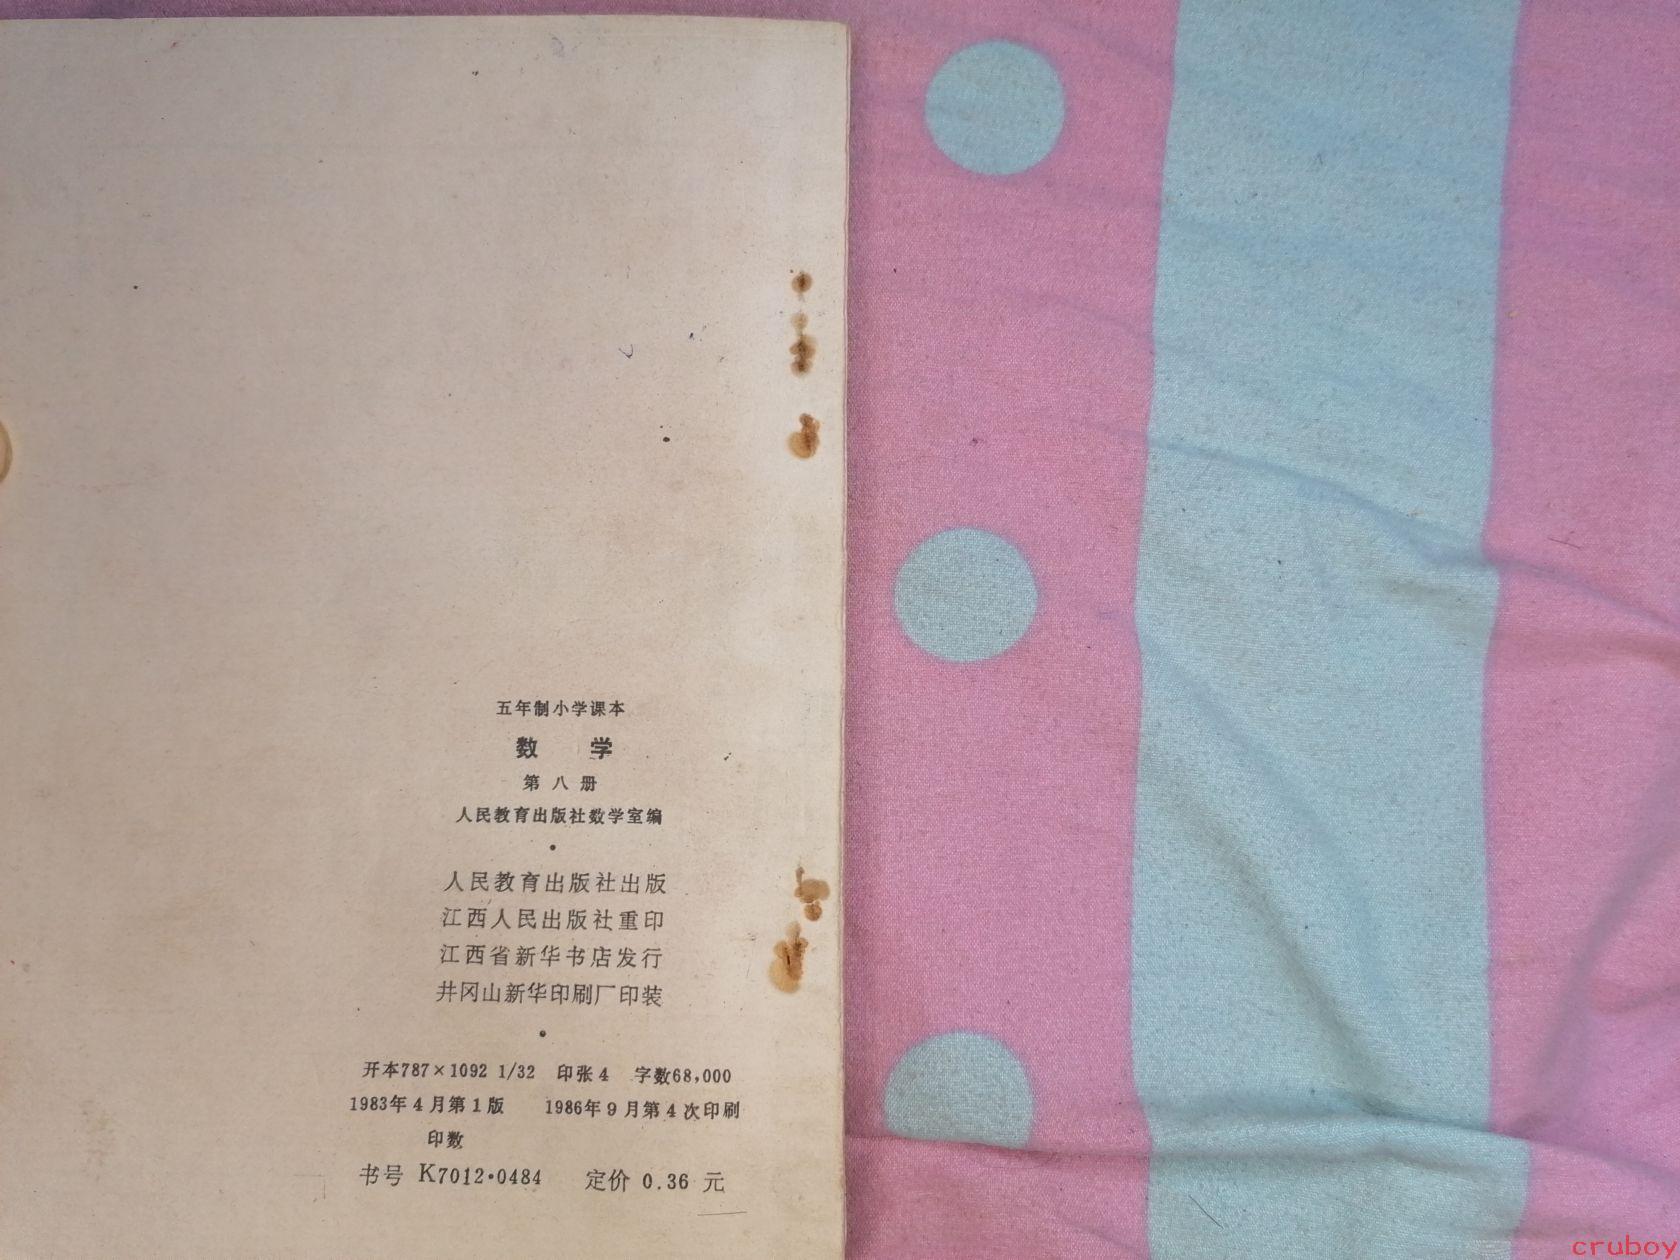 五年制小学课本
数 学
第八册
人民教育出版社数学室编
·
人民教育出版社出版
江西人民出版社重印
江西省新华书店发行
井冈山新华印刷厂印装
·
开本787×1092 1/32 印张4 字数68,000
1983年4月第1版 1986年9月第4次印刷
印数
书号 K7012·0484 定价 0.36 元
cruboy